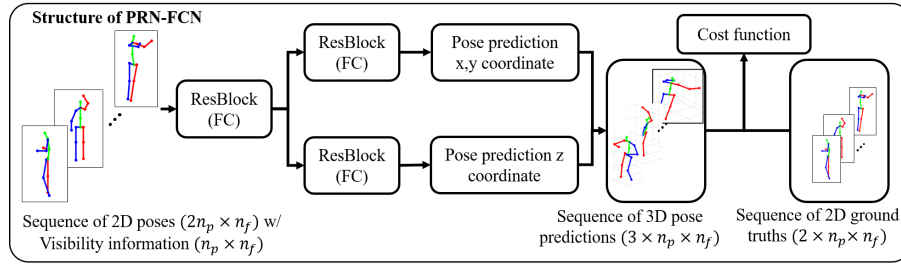 Structure of PRN-FCN
ResBlock
(FC)
ResBlock
(FC)
Pose prediction
x,y coordinate
ResBlock
(FC)
Pose prediction z
coordinate
Cost function
Sequence of 2D poses (2n_p × n_f) w/
Visibility information (n_p × n_f)
Sequence of 3D pose
predictions (3 × n_p × n_f)
Sequence of 2D ground
truths (2 × n_p × n_f)